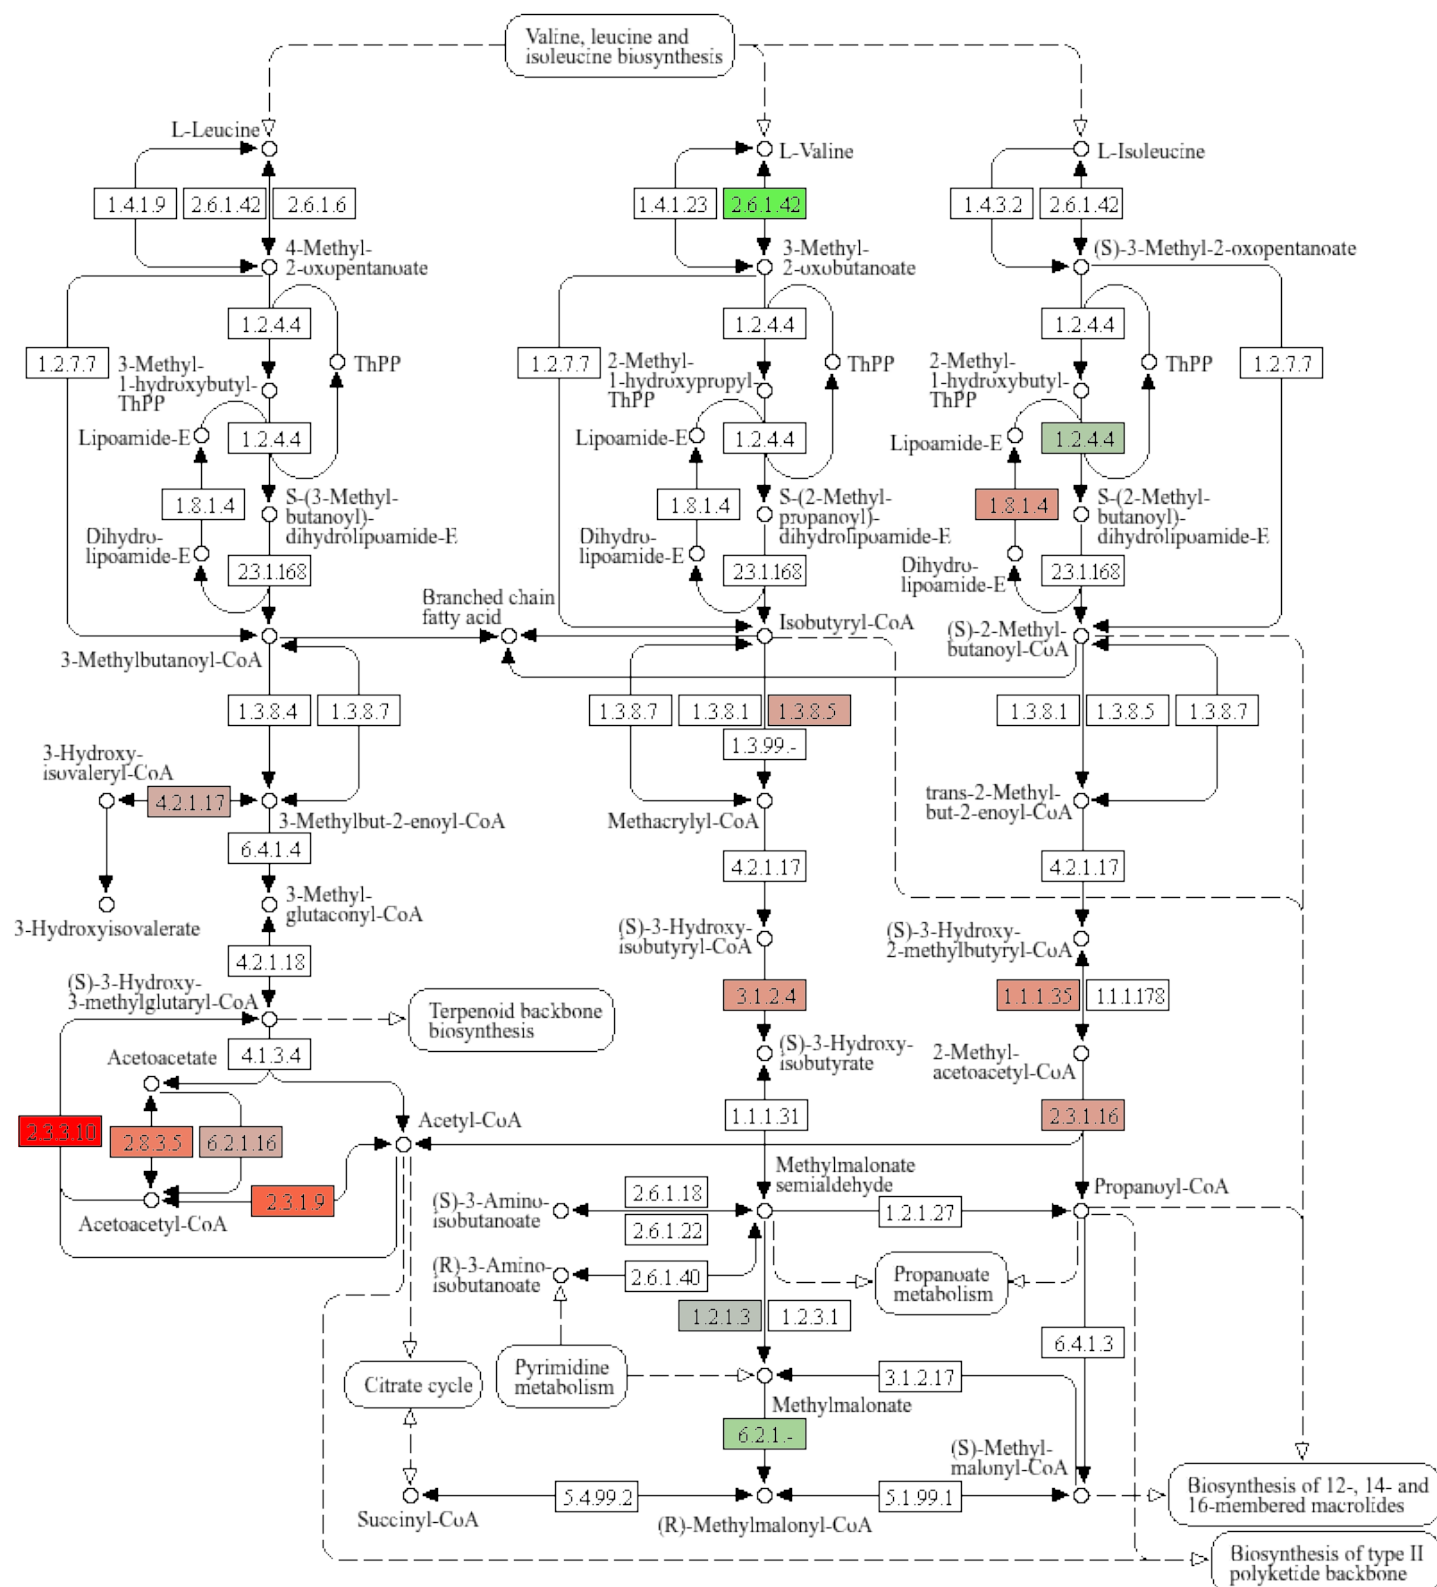 Valine, leucine and
isoleucine biosynthesis
L-Leucine
L-Valine
L-Isoleucine
1.4.1.9
2.6.1.42
2.6.1.6
1.4.1.23
2.6.1.42
1.4.3.2
2.6.1.42
4-Methyl-
2-oxopentanoate
3-Methyl-
2-oxobutanoate
(S)-3-Methyl-2-oxopentanoate
1.2.4.4
1.2.4.4
1.2.4.4
1.2.7.7
3-Methyl-
1-hydroxybutyl-
ThPP
ThPP
1.2.7.7
2-Methyl-
1-hydroxypropyl-
ThPP
ThPP
2-Methyl-
1-hydroxybutyl-
ThPP
ThPP
1.2.7.7
Lipoamide-E
1.2.4.4
Lipoamide-E
1.2.4.4
Lipoamide-E
1.2.4.4
1.8.1.4
S-(3-Methyl-
butanoyl)-
dihydrolipoamide-E
1.8.1.4
S-(2-Methyl-
propanoyl)-
dihydrolipoamide-E
1.8.1.4
S-(2-Methyl-
butanoyl)-
dihydrolipoamide-E
Dihydro-
lipoamide-E
Dihydro-
lipoamide-E
Dihydro-
lipoamide-E
2.3.1.168
2.3.1.168
2.3.1.168
Branched chain
fatty acid
3-Methylbutanoyl-CoA
Isobutyryl-CoA
(S)-2-Methyl-
butanoyl-CoA
1.3.8.4
1.3.8.7
1.3.8.7
1.3.8.1
1.3.8.5
1.3.99.-
1.3.8.1
1.3.8.5
1.3.8.7
3-Hydroxy-
isovaleryl-CoA
4.2.1.17
3-Methylbut-2-enoyl-CoA
Methacrylyl-CoA
trans-2-Methyl-
but-2-enoyl-CoA
6.4.1.4
4.2.1.17
4.2.1.17
3-Hydroxyisovalerate
3-Methyl-
glutaconyl-CoA
(S)-3-Hydroxy-
isobutyryl-CoA
(S)-3-Hydroxy-
2-methylbutyryl-CoA
4.2.1.18
(S)-3-Hydroxy-
3-methylglutaryl-CoA
3.1.2.4
1.1.1.35
1.1.1.178
Terpenoid backbone
biosynthesis
Acetoacetate
4.1.3.4
(S)-3-Hydroxy-
isobutyrate
2-Methyl-
acetoacetyl-CoA
2.3.3.10
2.8.3.5
6.2.1.16
Acetyl-CoA
1.1.1.31
2.3.1.16
2.3.1.9
Acetoacetyl-CoA
Methylmalonate
semialdehyde
Propanoyl-CoA
(S)-3-Amino-
isobutanoate
2.6.1.18
2.6.1.22
1.2.1.27
(R)-3-Amino-
isobutanoate
2.6.1.40
Propanoate
metabolism
1.2.1.3
1.2.3.1
6.4.1.3
Citrate cycle
Pyrimidine
metabolism
3.1.2.17
Methylmalonate
6.2.1.-
(S)-Methyl-
malonyl-CoA
Succinyl-CoA
5.4.99.2
(R)-Methylmalonyl-CoA
5.1.99.1
Biosynthesis of 12-, 14- and
16-membered macrolides
Biosynthesis of type II
polyketide backbone